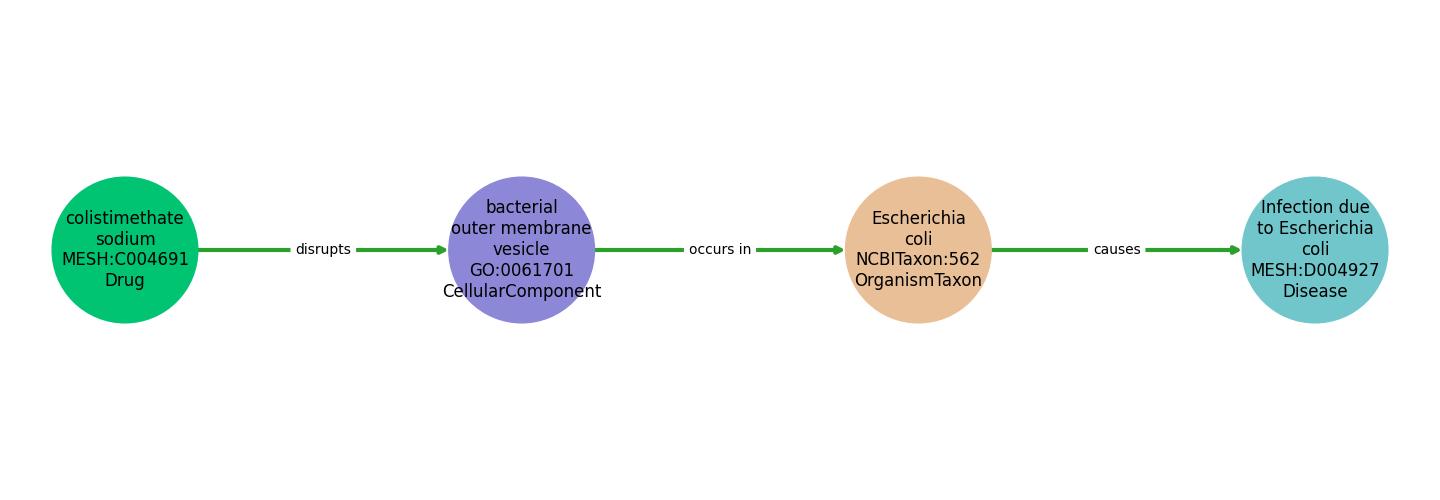 colistimethate
sodium
MESH:C004691
Drug
disrupts
bacterial
outer membrane
vesicle
GO:0061701
CellularComponent
occurs in
Escherichia
coli
NCBITaxon:562
OrganismTaxon
causes
Infection due
to Escherichia
coli
MESH:D004927
Disease